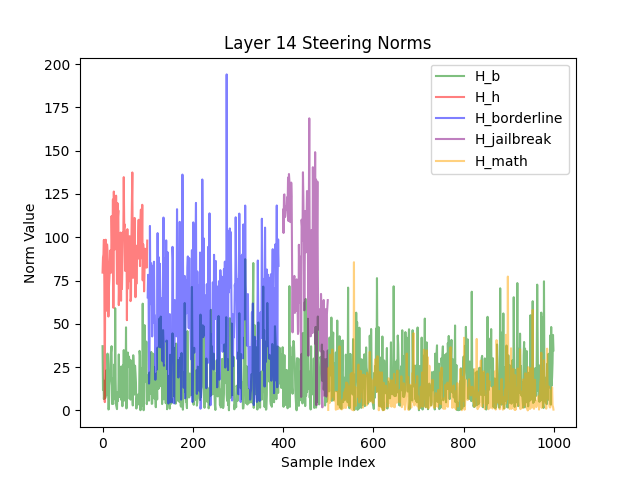 Layer 14 Steering Norms
H_b
H_h
H_borderline
H_jailbreak
H_math
Norm Value
200
175
150
125
100
75
50
25
0
0
200
400
600
800
1000
Sample Index